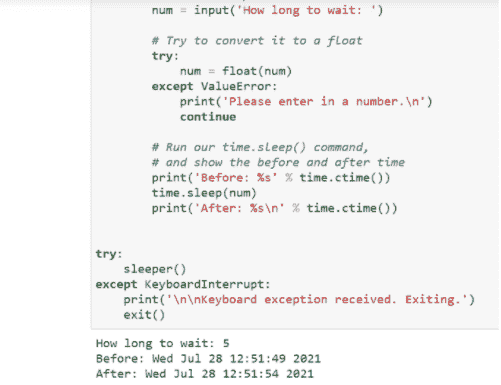 num = input('How long to wait: ')
# Try to convert it to a float
try:
num = float(num)
except ValueError:
print('Please enter in a number.\n')
continue
# Run our time.sleep() command,
# and show the before and after time
print('Before: %s' % time.ctime())
time.sleep(num)
print('After: %s\n' % time.ctime())
try:
sleeper()
except KeyboardInterrupt:
print('\n\nKeyboard exception received. Exiting.')
exit()
How long to wait: 5
Before: Wed Jul 28 12:51:49 2021
After: Wed Jul 28 12:51:54 2021